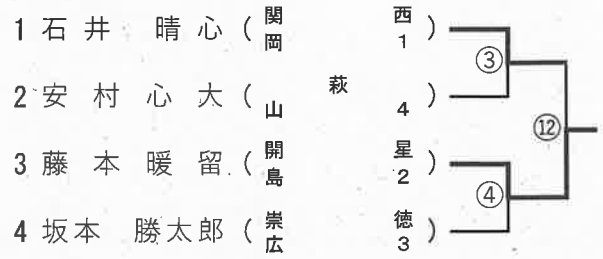 1 石井 晴心 (関西 岡1) ③
2 安村心大 (萩 山4) ⑫
3 藤本暖留 (開星 島2) ④
4 坂本 勝太郎 (崇徳 広3)